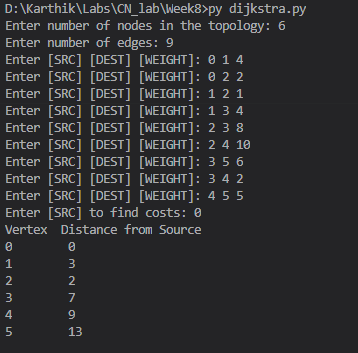 D:\Karthik\Labs\CN_lab\Week8>py dijkstra.py
Enter number of nodes in the topology: 6
Enter number of edges: 9
Enter [SRC] [DEST] [WEIGHT]: 0 1 4
Enter [SRC] [DEST] [WEIGHT]: 0 2 2
Enter [SRC] [DEST] [WEIGHT]: 1 2 1
Enter [SRC] [DEST] [WEIGHT]: 1 3 4
Enter [SRC] [DEST] [WEIGHT]: 2 3 8
Enter [SRC] [DEST] [WEIGHT]: 2 4 10
Enter [SRC] [DEST] [WEIGHT]: 3 5 6
Enter [SRC] [DEST] [WEIGHT]: 3 4 2
Enter [SRC] [DEST] [WEIGHT]: 4 5 5
Enter [SRC] to find costs: 0
Vertex  Distance from Source
0        0
1        3
2        2
3        7
4        9
5        13